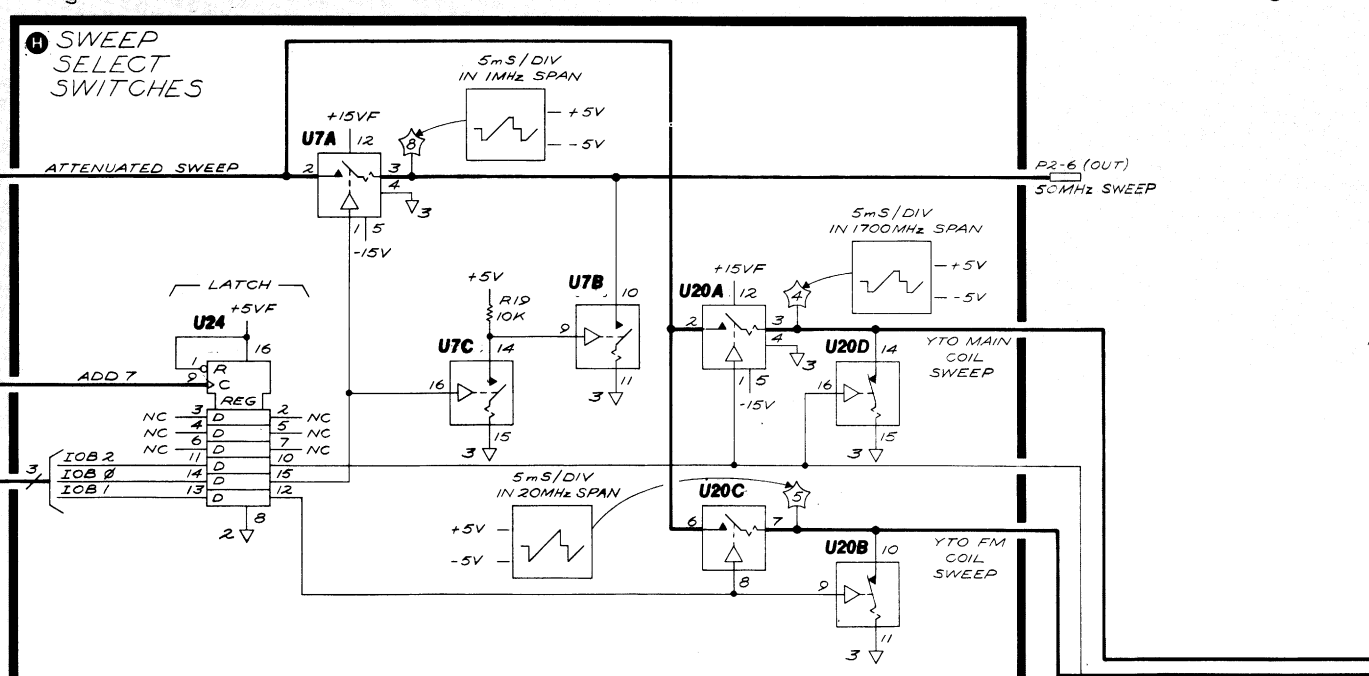 H SWEEP
SELECT
SWITCHES
5mS/DIV
IN 1MHz SPAN
+5V
-5V
+15VF
U7A
12
8
ATTENUATED SWEEP
2
3
4
3
1
5
-15V
P2-6 (OUT)
50MHz SWEEP
5mS/DIV
IN 1700MHz SPAN
+5V
-5V
LATCH
+5VF
U24
16
1
R
9
C
REG
ADD 7
+5V
R19
10K
U7C
14
16
15
3
U7B
10
9
11
3
U20A
+15VF
12
4
2
3
4
3
1
5
-15V
U20D
14
16
15
3
YTO MAIN
COIL
SWEEP
NC 3 D 2 NC
NC 4 D 5 NC
NC 6 D 7 NC
IOB 2 11 D 10
3 IOB Ø 14 D 15
IOB 1 13 D 12
8
2
5mS/DIV
IN 20MHz SPAN
+5V
-5V
U20C
5
6
7
8
U20B
10
9
11
3
YTO FM
COIL
SWEEP